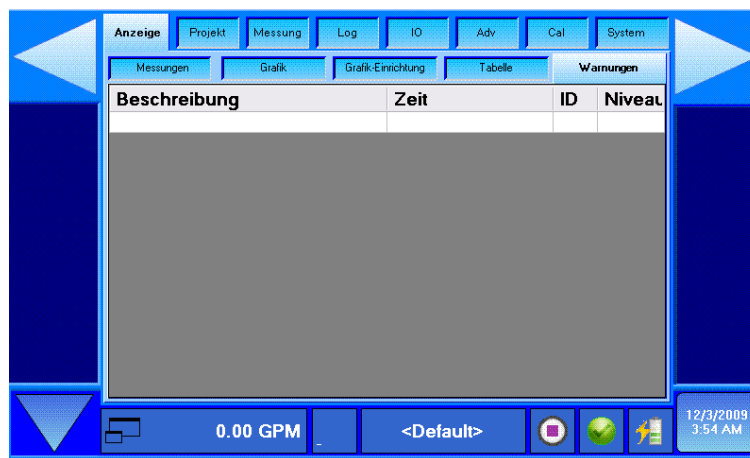 Anzeige Projekt Messung Log IO Adv Cal System
Messungen Grafik Grafik-Einrichtung Tabelle Warnungen
Beschreibung Zeit ID Niveau
0.00 GPM - <Default>
12/3/2009
3:54 AM